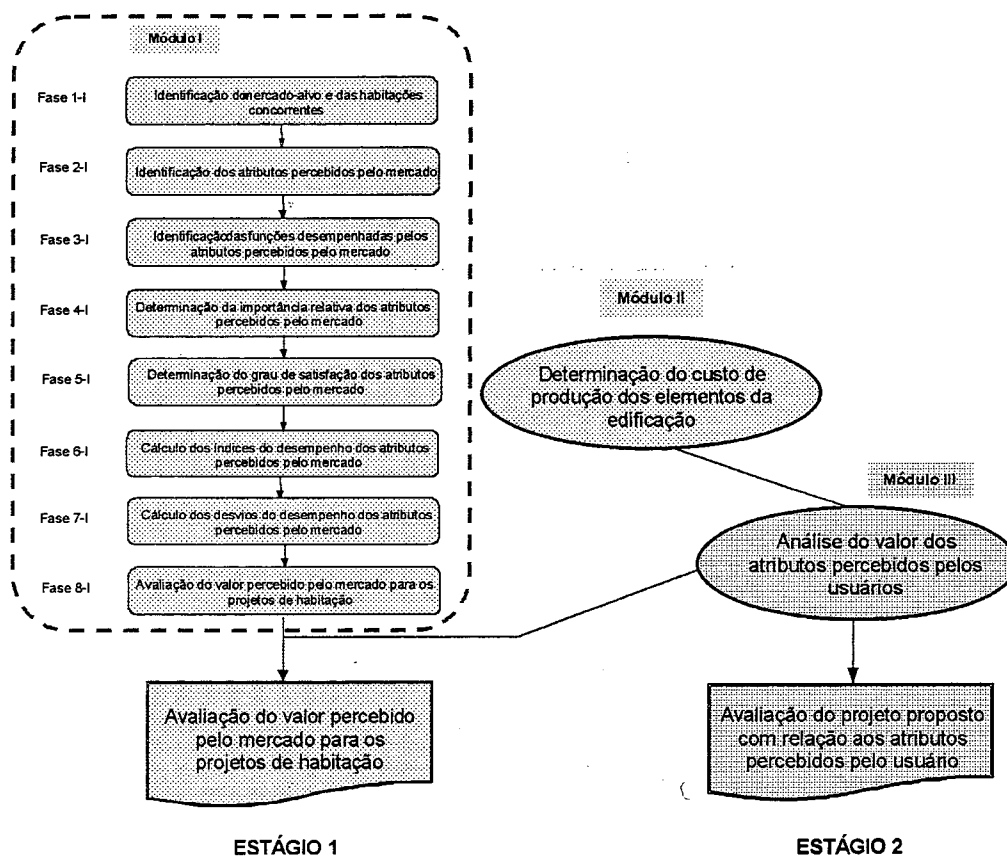 Módulo I
Fase 1-I
Identificação domercado-alvo e das habitações
concorrentes
Fase 2-I
Identificação dos atributos percebidos pelo mercado
Fase 3-I
Identificaçãodasfunções desempenhadas pelos
atributos percebidos pelo mercado
Fase 4-I
Determinação da importância relativa dos atributos
percebidos pelo mercado
Fase 5-I
Determinação do grau de satisfação dos atributos
percebidos pelo mercado
Fase 6-I
Cálculo dos índices do desempenho dos atributos
percebidos pelo mercado
Fase 7-I
Cálculo dos desvios do desempenho dos atributos
percebidos pelo mercado
Fase 8-I
Avaliação do valor percebido pelo mercado para os
projetos de habitação
Módulo II
Determinação do custo de
produção dos elementos da
edificação
Módulo III
Análise do valor dos
atributos percebidos pelos
usuários
Avaliação do valor percebido
pelo mercado para os
projetos de habitação
Avaliação do projeto proposto
com relação aos atributos
percebidos pelo usuário
ESTÁGIO 1
ESTÁGIO 2